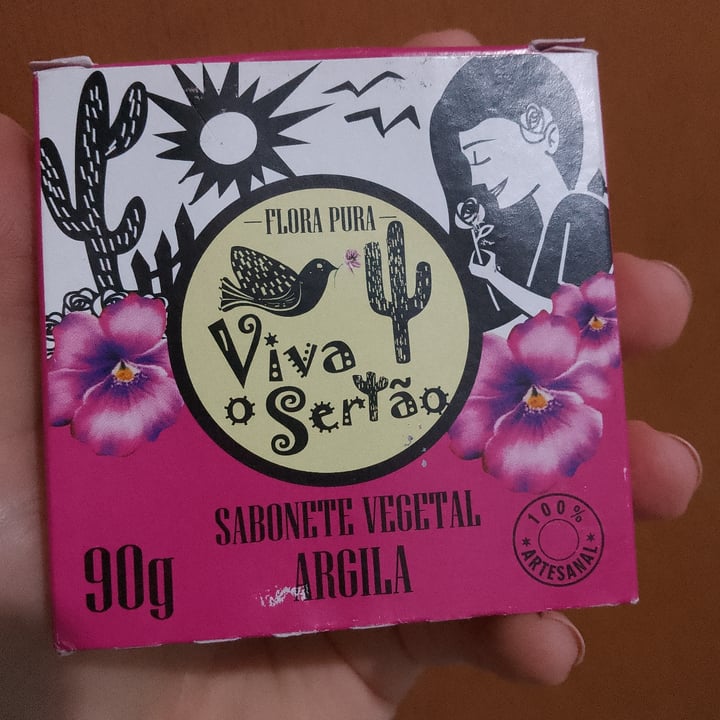 FLORA PURA
Viva
o Sertão
SABONETE VEGETAL
ARGILA
90g
100%
ARTESANAL